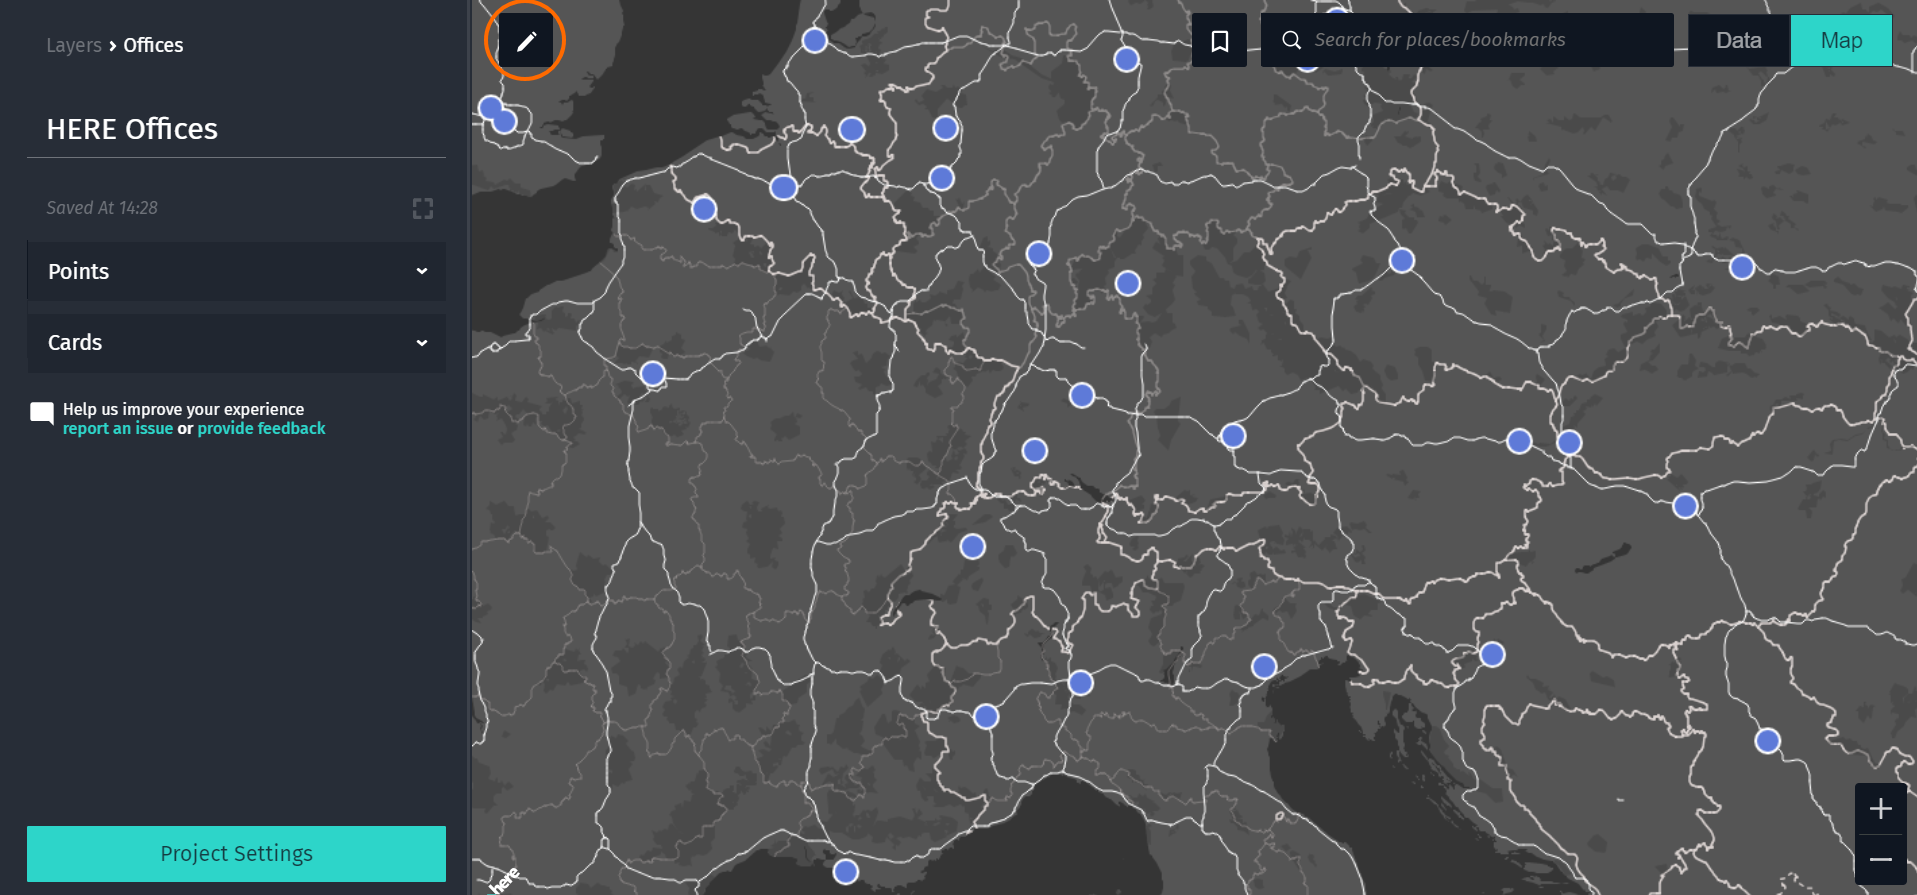 Layers › Offices
HERE Offices
Saved At 14:28
Points
Cards
Help us improve your experience
report an issue or provide feedback
Project Settings
Search for places/bookmarks
Data
Map
here